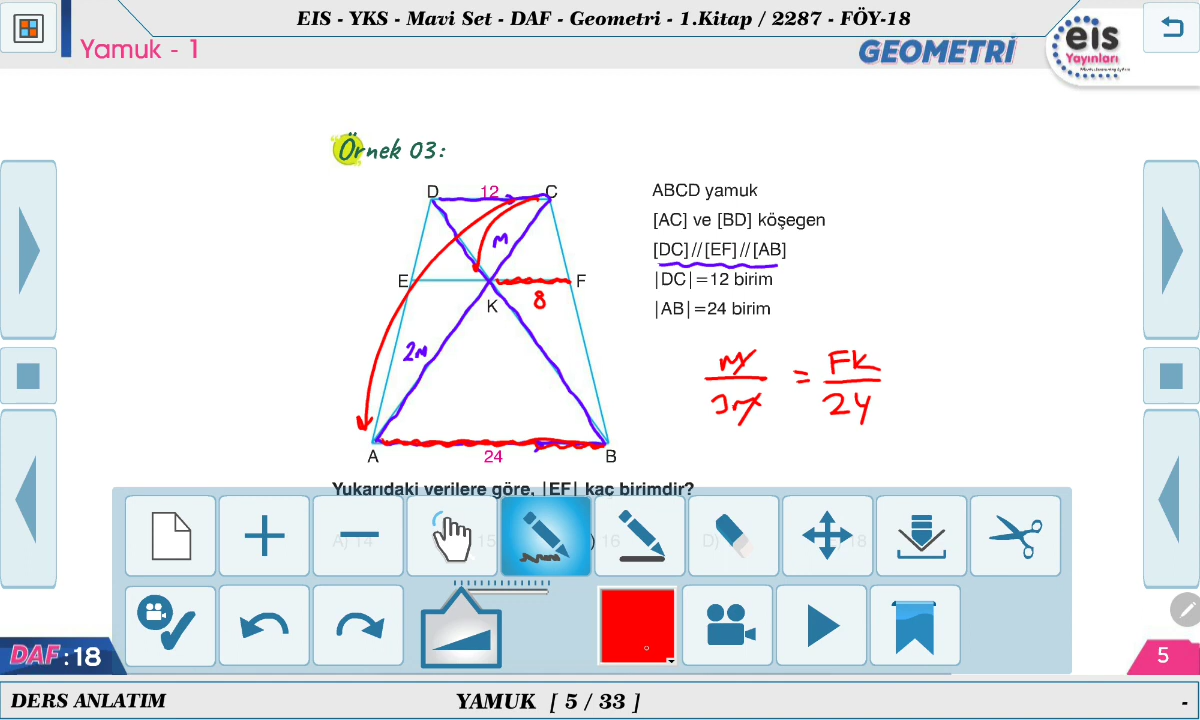 EIS - YKS - Mavi Set - DAF - Geometri - 1.Kitap / 2287 - FÖY-18
Yamuk - 1
GEOMETRİ
eis
Yayınları
Örnek 03:
D 12 C
M
E F
K 8
2M
A 24 B
ABCD yamuk
[AC] ve [BD] köşegen
[DC]//[EF]//[AB]
|DC|=12 birim
|AB|=24 birim
m/3m = FK/24
Yukarıdaki verilere göre, |EF| kaç birimdir?
A) 14 15 ) 16 D) 18
DAF:18
5
DERS ANLATIM
YAMUK [ 5 / 33 ]
-